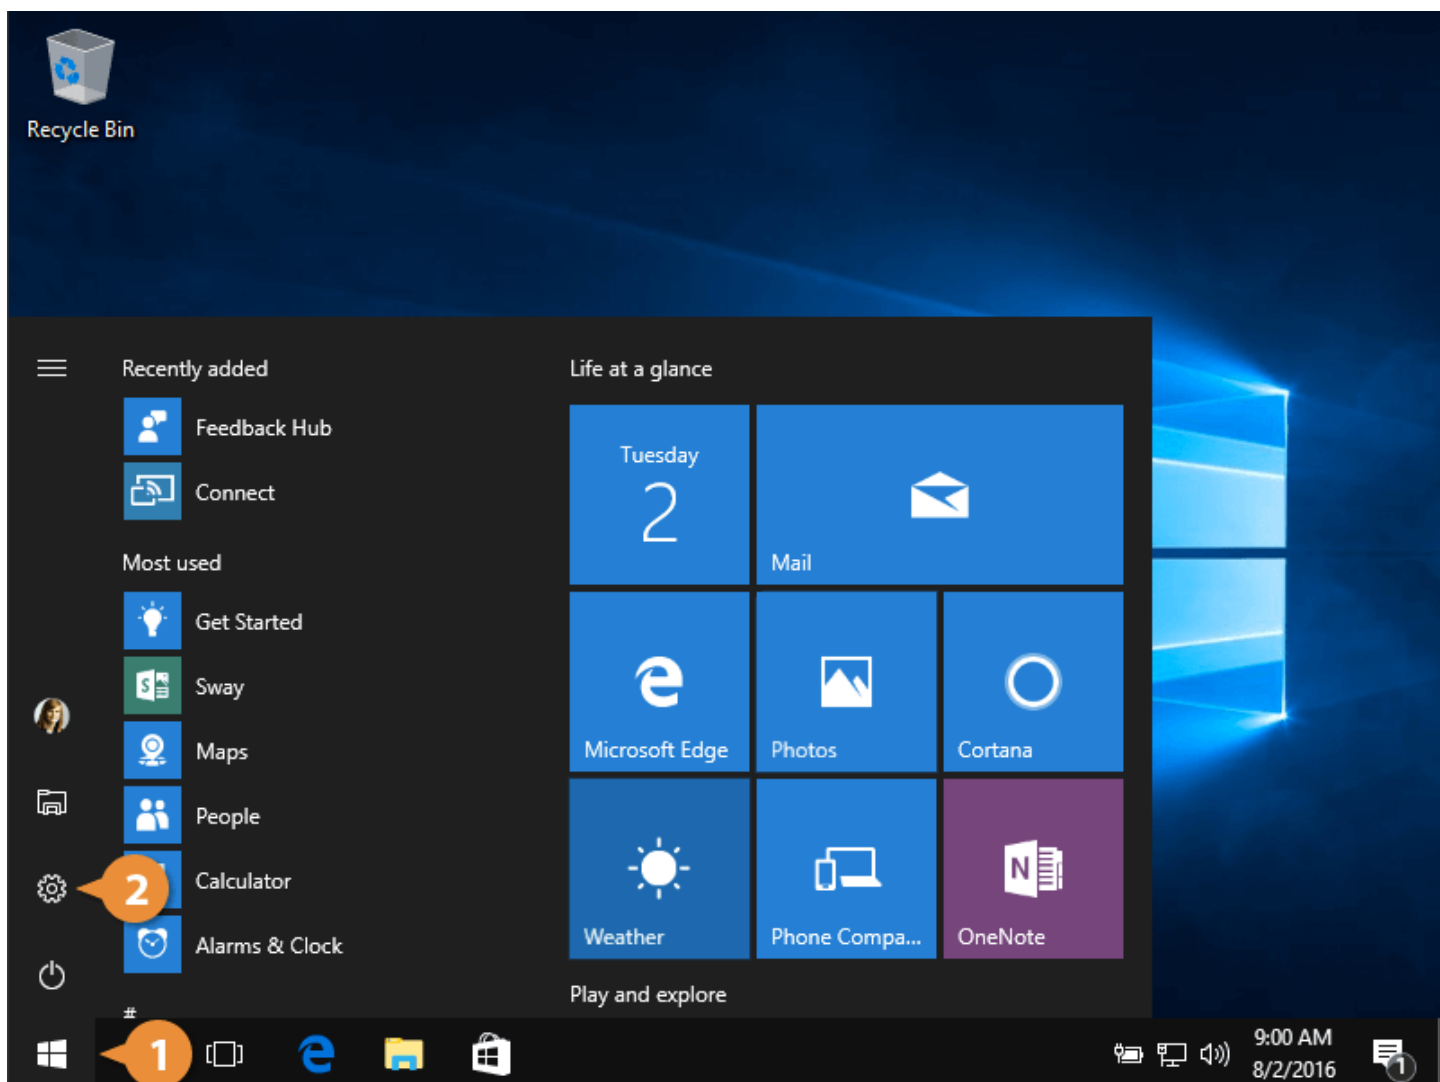 Recycle Bin
Recently added
Feedback Hub
Connect
Most used
Get Started
Sway
Maps
People
Calculator
Alarms & Clock
#
Life at a glance
Tuesday
2
Mail
Microsoft Edge
Photos
Cortana
Weather
Phone Compa...
OneNote
Play and explore
2
1
9:00 AM
8/2/2016
1